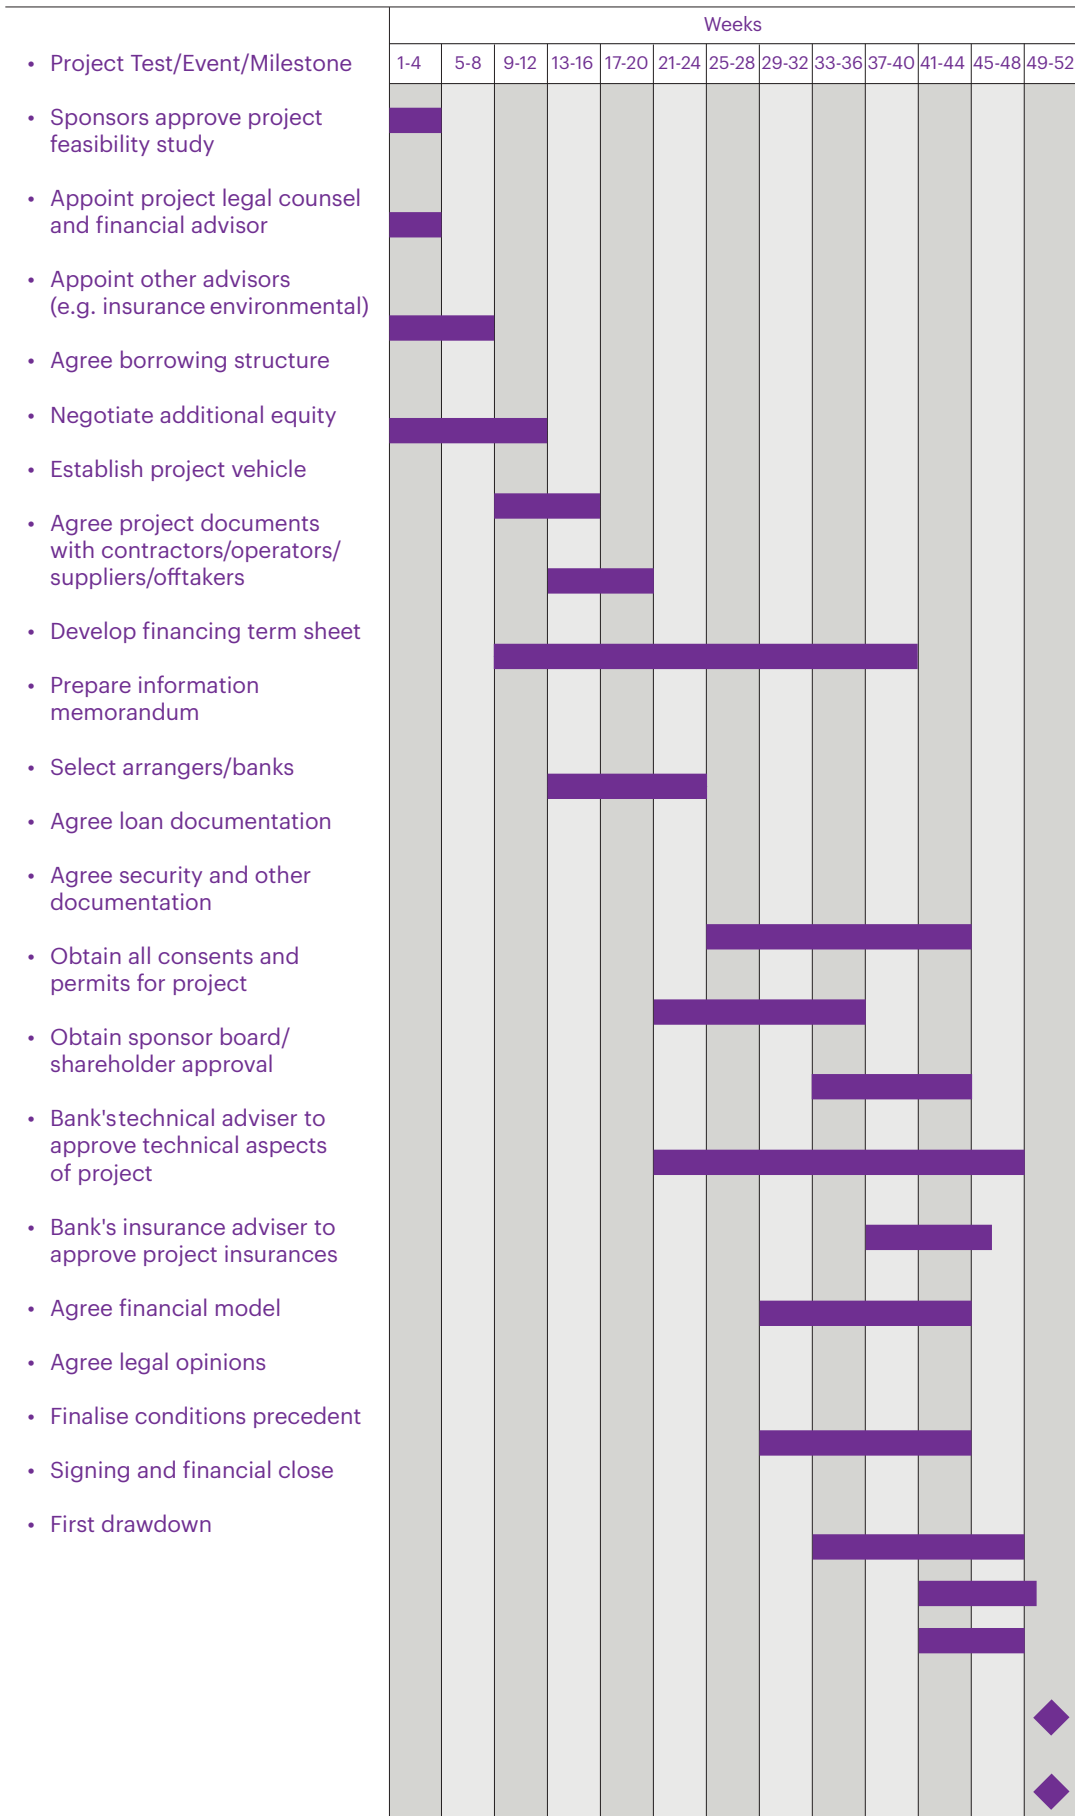 Weeks
• Project Test/Event/Milestone
1-4 5-8 9-12 13-16 17-20 21-24 25-28 29-32 33-36 37-40 41-44 45-48 49-52
• Sponsors approve project
feasibility study
• Appoint project legal counsel
and financial advisor
• Appoint other advisors
(e.g. insurance environmental)
• Agree borrowing structure
• Negotiate additional equity
• Establish project vehicle
• Agree project documents
with contractors/operators/
suppliers/offtakers
• Develop financing term sheet
• Prepare information
memorandum
• Select arrangers/banks
• Agree loan documentation
• Agree security and other
documentation
• Obtain all consents and
permits for project
• Obtain sponsor board/
shareholder approval
• Bank's technical adviser to
approve technical aspects
of project
• Bank's insurance adviser to
approve project insurances
• Agree financial model
• Agree legal opinions
• Finalise conditions precedent
• Signing and financial close
• First drawdown